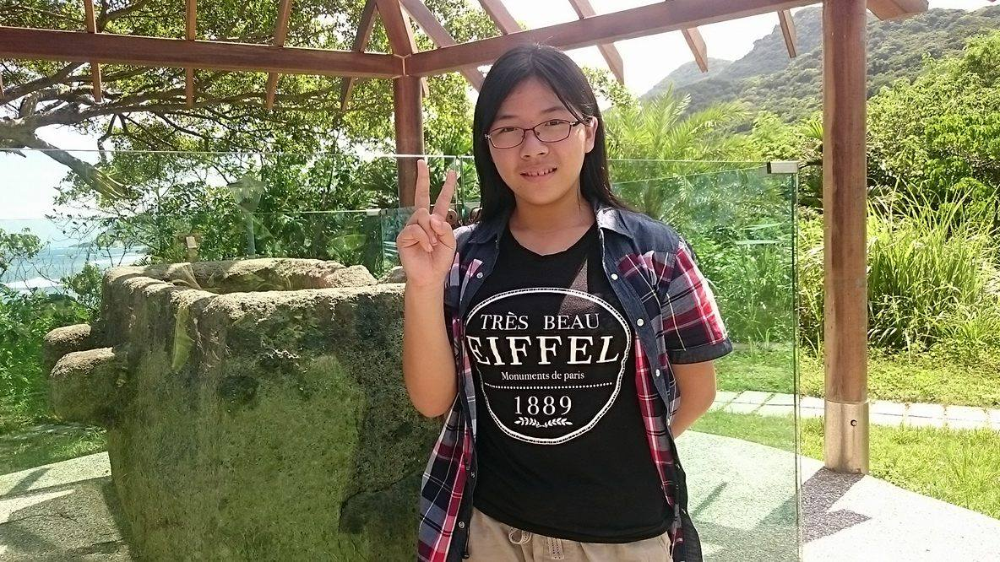 TRÈS BEAU
EIFFEL
Monuments de paris
1889